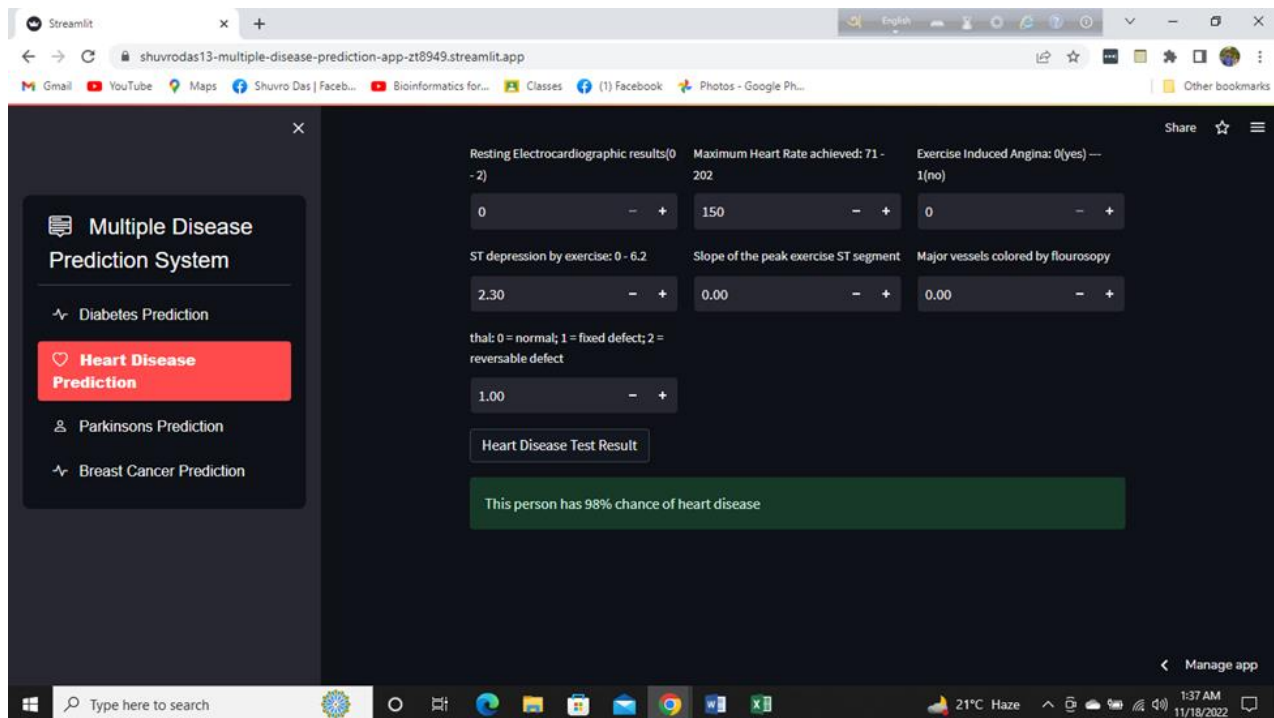 Streamlit
English
shuvrodas13-multiple-disease-prediction-app-zt8949.streamlit.app
Gmail YouTube Maps Shuvro Das | Faceb... Bioinformatics for... Classes (1) Facebook Photos - Google Ph... Other bookmarks
Share
Multiple Disease
Prediction System
Diabetes Prediction
Heart Disease
Prediction
Parkinsons Prediction
Breast Cancer Prediction
Resting Electrocardiographic results(0
- 2)
0
Maximum Heart Rate achieved: 71 -
202
150
Exercise Induced Angina: 0(yes) ---
1(no)
0
ST depression by exercise: 0 - 6.2
2.30
Slope of the peak exercise ST segment
0.00
Major vessels colored by flourosopy
0.00
thal: 0 = normal; 1 = fixed defect; 2 =
reversable defect
1.00
Heart Disease Test Result
This person has 98% chance of heart disease
Manage app
Type here to search
21°C Haze
1:37 AM
11/18/2022